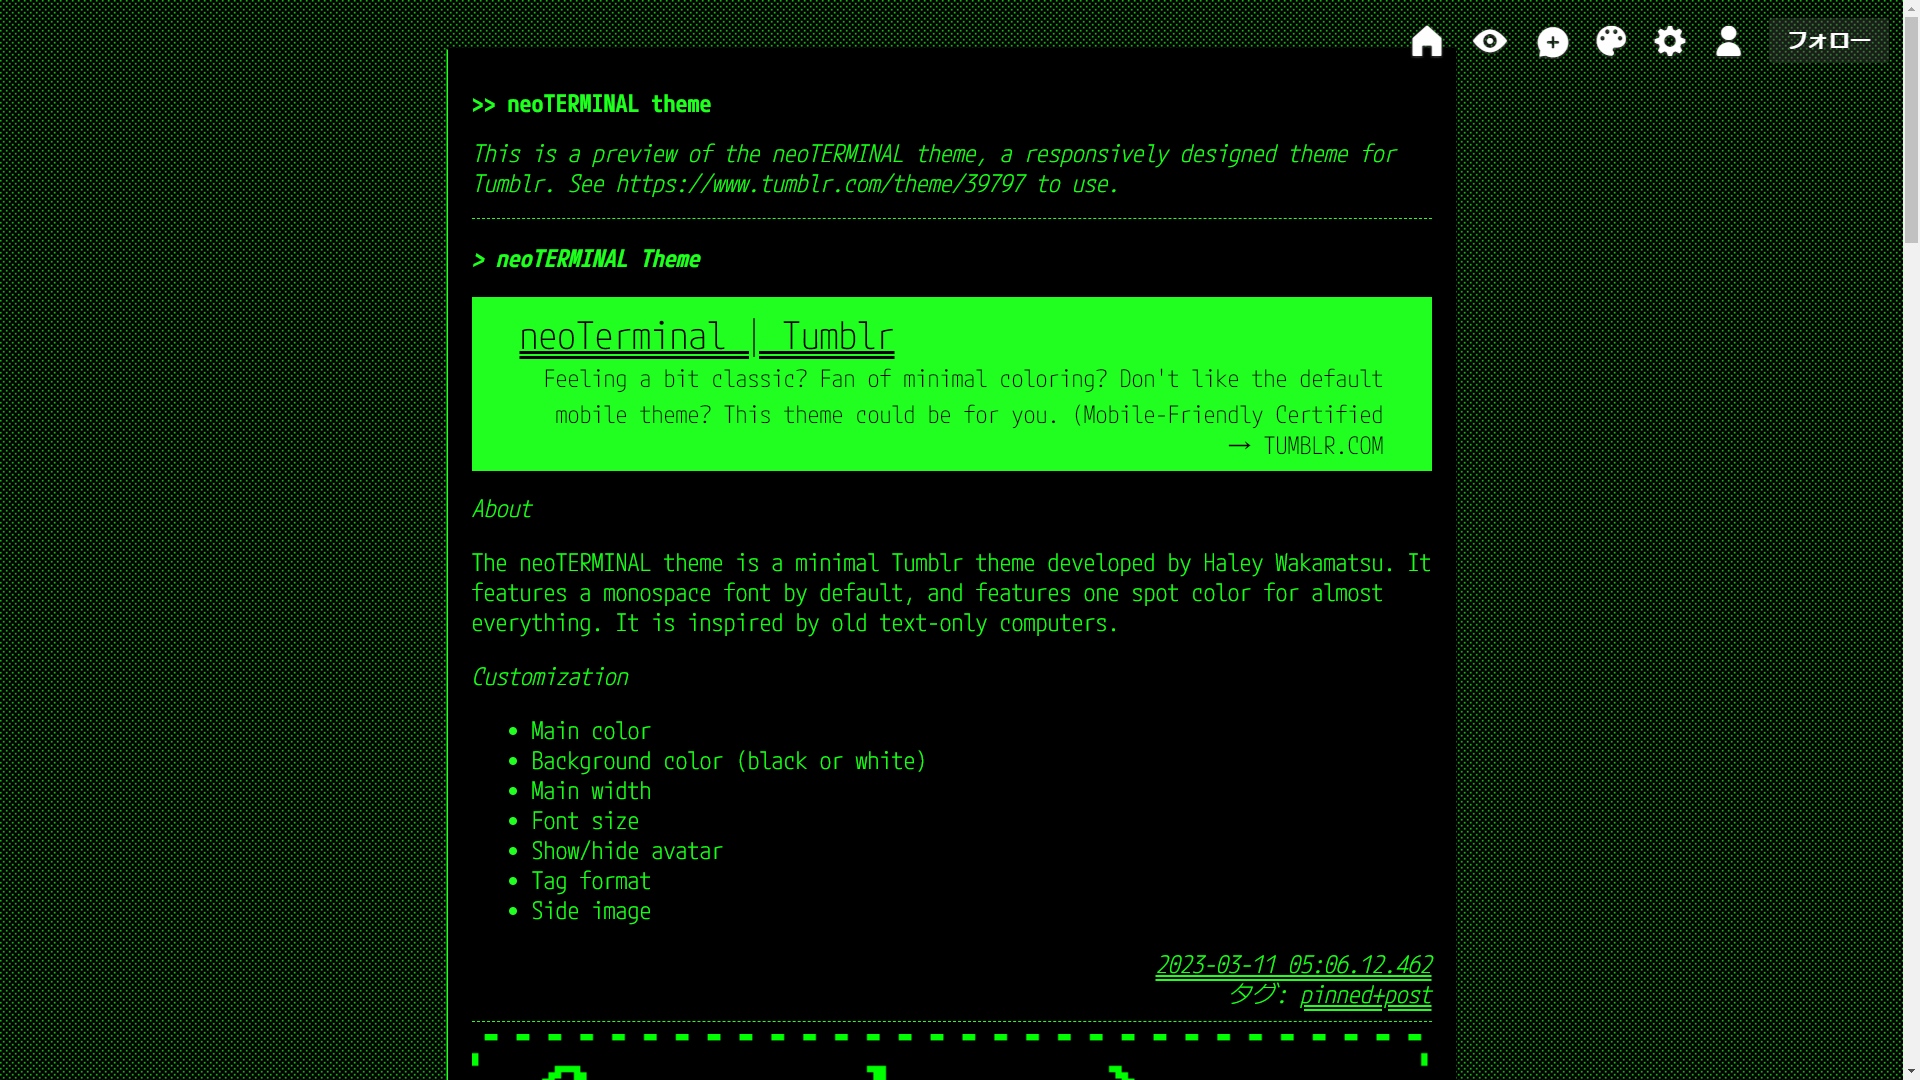 フォロー
>> neoTERMINAL theme
This is a preview of the neoTERMINAL theme, a responsively designed theme for
Tumblr. See https://www.tumblr.com/theme/39797 to use.
> neoTERMINAL Theme
neoTerminal | Tumblr
Feeling a bit classic? Fan of minimal coloring? Don't like the default
mobile theme? This theme could be for you. (Mobile-Friendly Certified
→ TUMBLR.COM
About
The neoTERMINAL theme is a minimal Tumblr theme developed by Haley Wakamatsu. It
features a monospace font by default, and features one spot color for almost
everything. It is inspired by old text-only computers.
Customization
• Main color
• Background color (black or white)
• Main width
• Font size
• Show/hide avatar
• Tag format
• Side image
2023-03-11 05:06.12.462
タグ: pinned+post